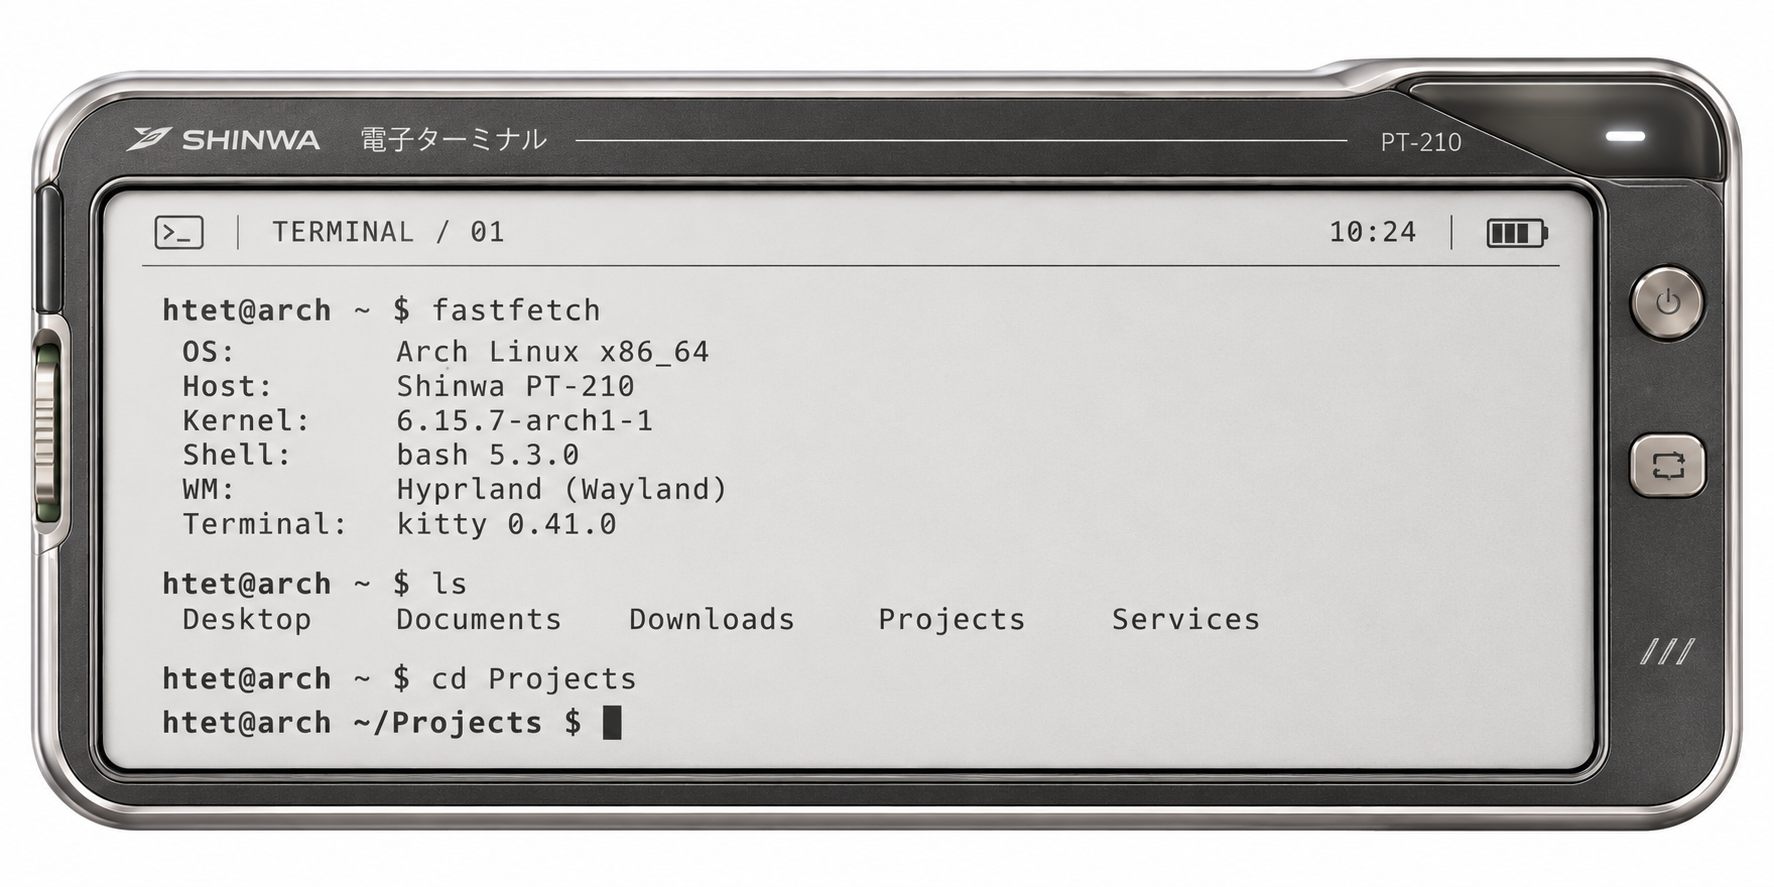 SHINWA 電子ターミナル PT-210
>_ TERMINAL / 01 10:24
htet@arch ~ $ fastfetch
OS: Arch Linux x86_64
Host: Shinwa PT-210
Kernel: 6.15.7-arch1-1
Shell: bash 5.3.0
WM: Hyprland (Wayland)
Terminal: kitty 0.41.0
htet@arch ~ $ ls
Desktop Documents Downloads Projects Services
htet@arch ~ $ cd Projects
htet@arch ~/Projects $